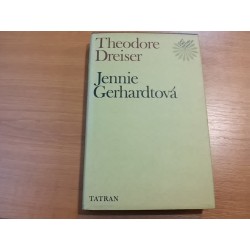 Theodore
Dreiser
Jennie
Gerhardtová
TATRAN